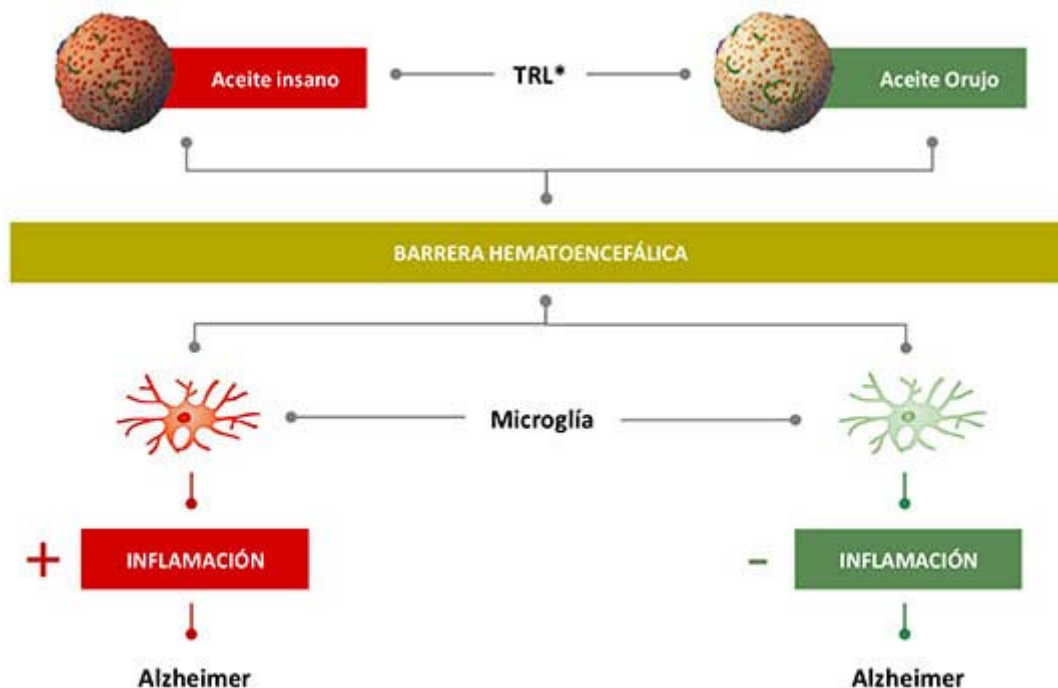 Aceite insano
TRL*
Aceite Orujo
BARRERA HEMATOENCEFÁLICA
Microglía
+
INFLAMACIÓN
-
INFLAMACIÓN
Alzheimer
Alzheimer